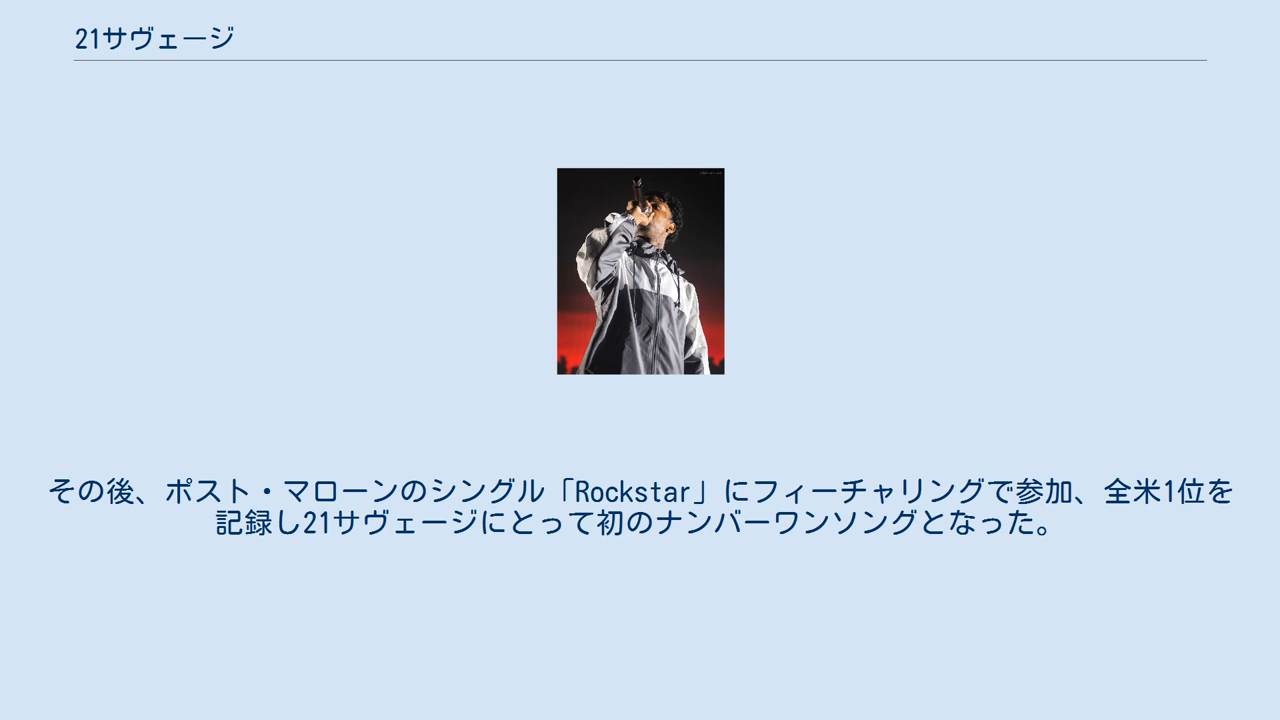 21サヴェージ
その後、ポスト・マローンのシングル「Rockstar」にフィーチャリングで参加、全米1位を
記録し21サヴェージにとって初のナンバーワンソングとなった。